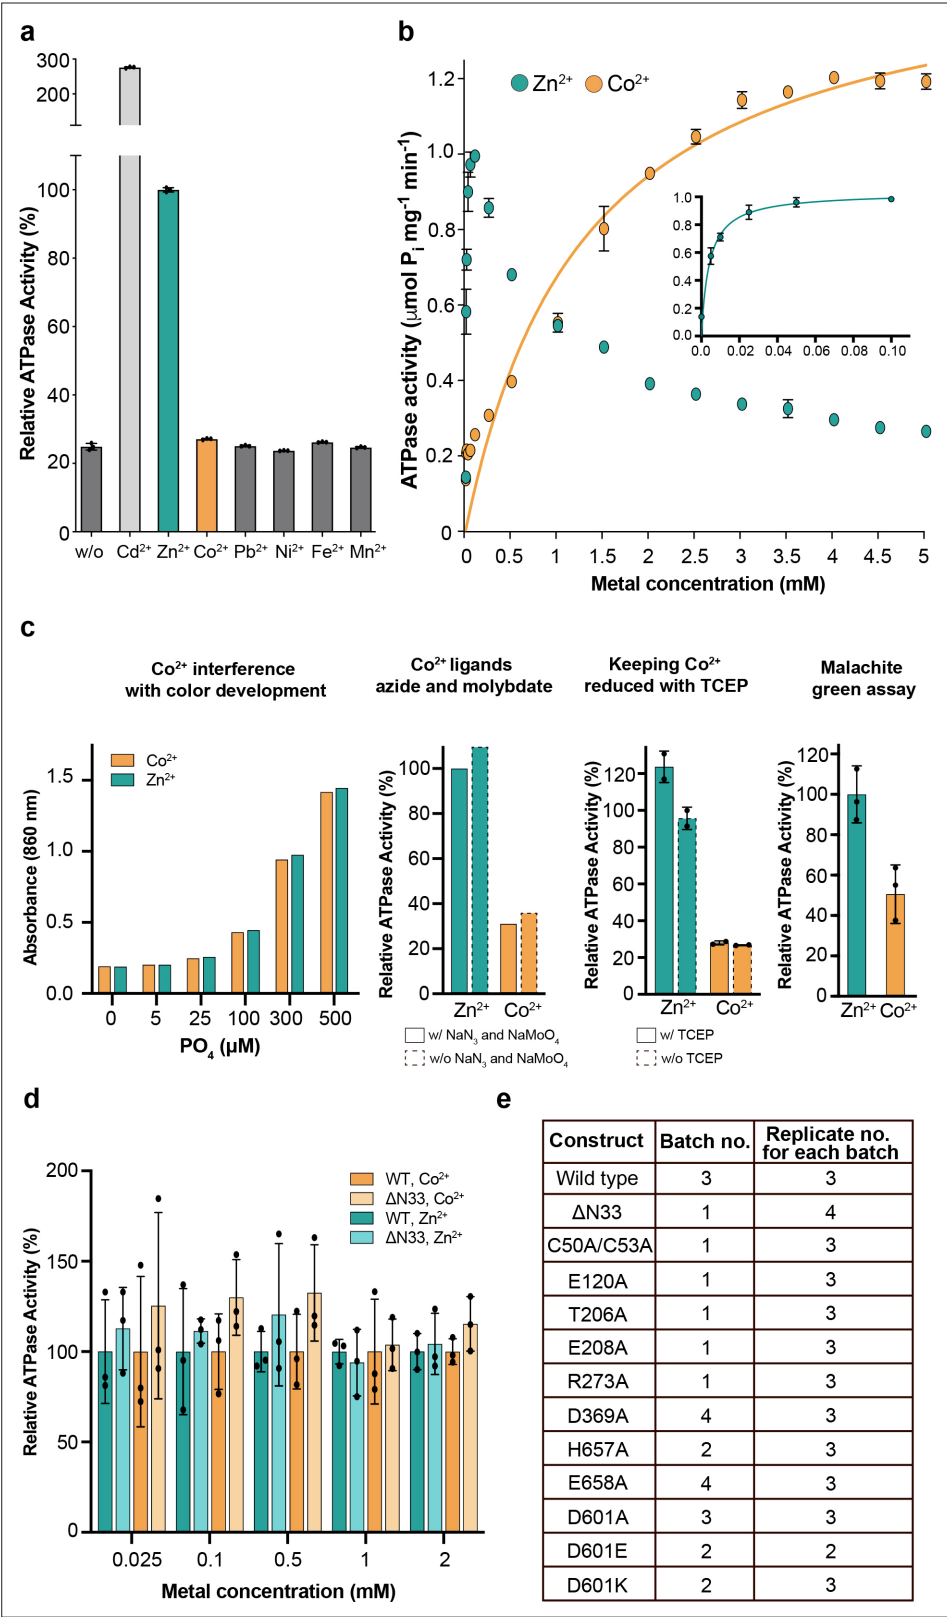 a
Relative ATPase Activity (%)
300
200
100
80
60
40
20
0
w/o Cd²⁺ Zn²⁺ Co²⁺ Pb²⁺ Ni²⁺ Fe²⁺ Mn²⁺
b
ATPase activity (μmol Pᵢ mg⁻¹ min⁻¹)
Zn²⁺ Co²⁺
1.2
1.0
0.8
0.6
0.4
0.2
0
0 0.5 1 1.5 2 2.5 3 3.5 4 4.5 5
Metal concentration (mM)
1.0
0.8
0.6
0.4
0.2
0.0
0.0 0.02 0.04 0.06 0.08 0.10
c
Co²⁺ interference
with color development
Absorbance (860 nm)
Co²⁺
Zn²⁺
1.5
1.0
0.5
0.0
0 5 25 100 300 500
PO₄ (μM)
Co²⁺ ligands
azide and molybdate
Relative ATPase Activity (%)
100
80
60
40
20
0
Zn²⁺ Co²⁺
w/ NaN₃ and NaMoO₄
w/o NaN₃ and NaMoO₄
Keeping Co²⁺
reduced with TCEP
Relative ATPase Activity (%)
120
100
80
60
40
20
0
Zn²⁺ Co²⁺
w/ TCEP
w/o TCEP
Malachite
green assay
Relative ATPase Activity (%)
120
100
80
60
40
20
0
Zn²⁺ Co²⁺
d
Relative ATPase Activity (%)
200
150
100
50
0
WT, Co²⁺
ΔN33, Co²⁺
WT, Zn²⁺
ΔN33, Zn²⁺
0.025 0.1 0.5 1 2
Metal concentration (mM)
e
Construct Batch no. Replicate no.
for each batch
Wild type 3 3
ΔN33 1 4
C50A/C53A 1 3
E120A 1 3
T206A 1 3
E208A 1 3
R273A 1 3
D369A 4 3
H657A 2 3
E658A 4 3
D601A 3 3
D601E 2 2
D601K 2 3